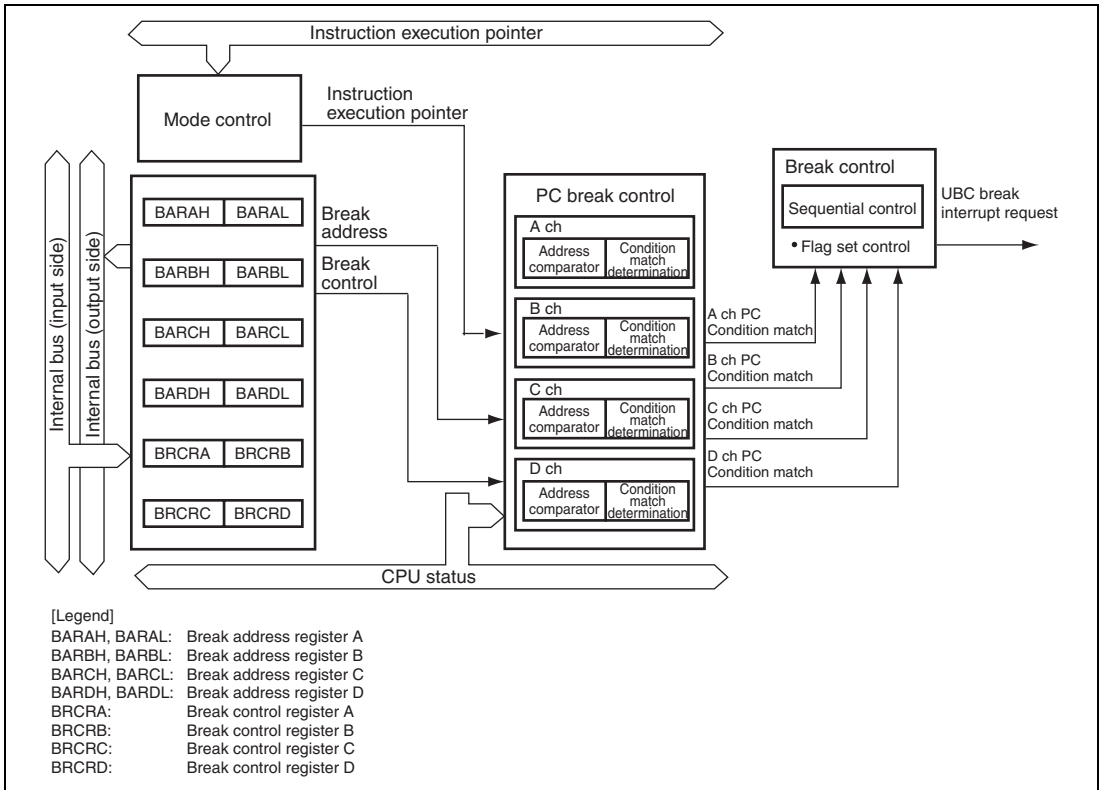 Instruction execution pointer
Mode control
Instruction
execution pointer
Internal bus (input side)
Internal bus (output side)
BARAH BARAL
BARBH BARBL
BARCH BARCL
BARDH BARDL
BRCRA BRCRB
BRCRC BRCRD
Break
address
Break
control
PC break control
A ch
Address
comparator
Condition
match
determination
B ch
Address
comparator
Condition
match
determination
C ch
Address
comparator
Condition
match
determination
D ch
Address
comparator
Condition
match
determination
A ch PC
Condition match
B ch PC
Condition match
C ch PC
Condition match
D ch PC
Condition match
Break control
Sequential control
• Flag set control
UBC break
interrupt request
CPU status
[Legend]
BARAH, BARAL: Break address register A
BARBH, BARBL: Break address register B
BARCH, BARCL: Break address register C
BARDH, BARDL: Break address register D
BRCRA: Break control register A
BRCRB: Break control register B
BRCRC: Break control register C
BRCRD: Break control register D